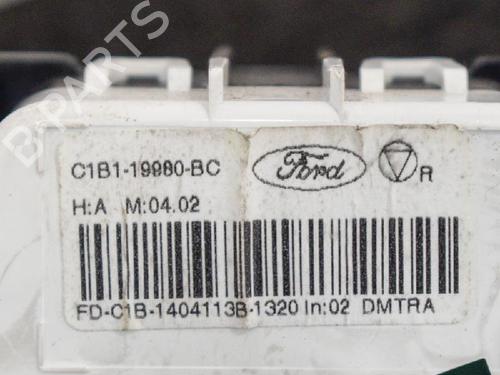 B-PARTS
C1B1-19980-BC
Ford
R
H:A M:04.02
FD-C1B-1404113B-1320 In:02 DMTRA